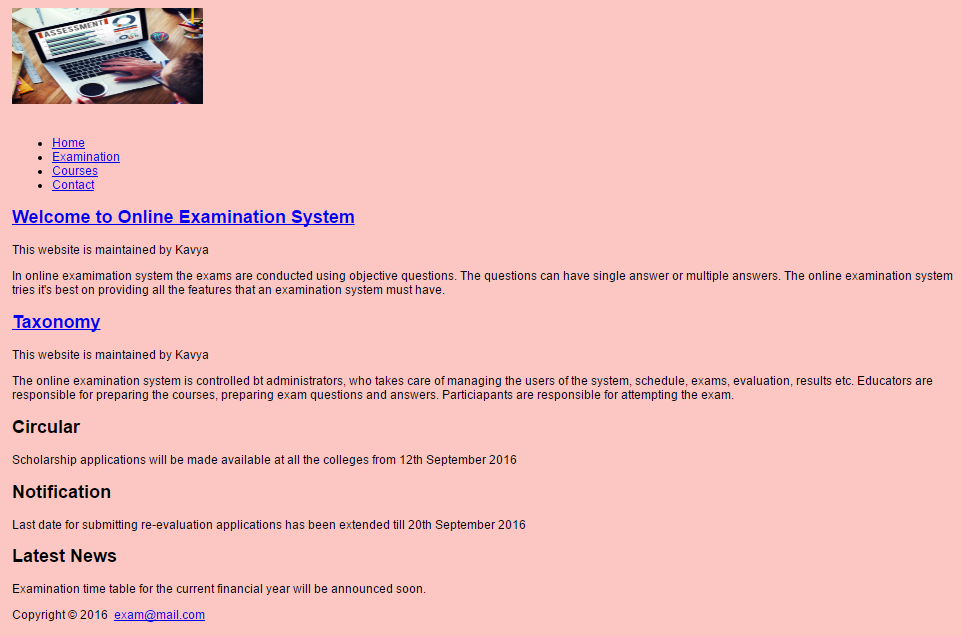 ASSESSMENT
Home
Examination
Courses
Contact
Welcome to Online Examination System
This website is maintained by Kavya
In online examimation system the exams are conducted using objective questions. The questions can have single answer or multiple answers. The online examination system
tries it's best on providing all the features that an examination system must have.
Taxonomy
This website is maintained by Kavya
The online examination system is controlled bt administrators, who takes care of managing the users of the system, schedule, exams, evaluation, results etc. Educators are
responsible for preparing the courses, preparing exam questions and answers. Particiapants are responsible for attempting the exam.
Circular
Scholarship applications will be made available at all the colleges from 12th September 2016
Notification
Last date for submitting re-evaluation applications has been extended till 20th September 2016
Latest News
Examination time table for the current financial year will be announced soon.
Copyright © 2016 exam@mail.com